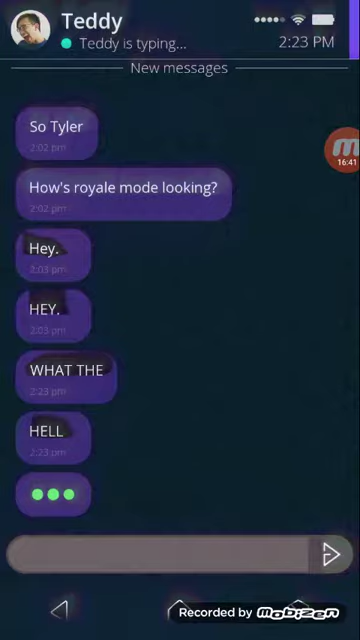 Teddy
Teddy is typing...
2:23 PM
New messages
So Tyler
2:02 pm
How's royale mode looking?
2:02 pm
Hey.
2:03 pm
16:41
HEY.
2:03 pm
WHAT THE
2:23 pm
HELL
2:23 pm
Recorded by mobizen